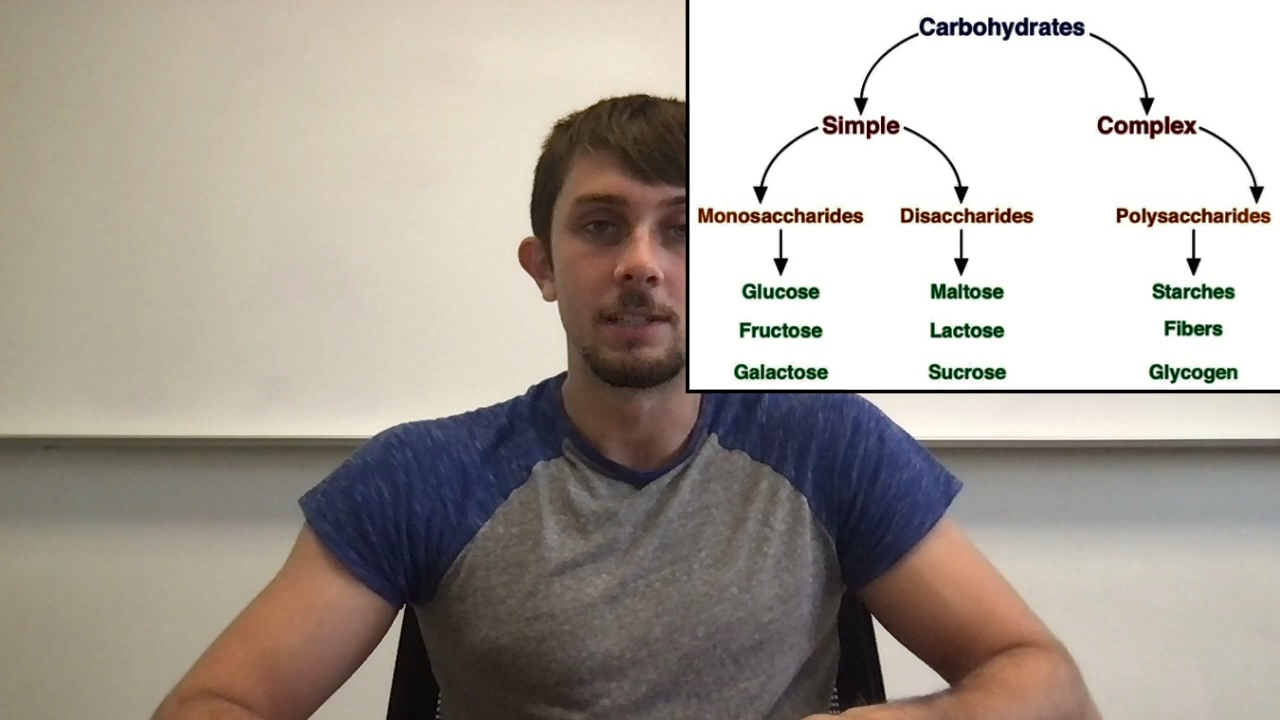 Carbohydrates
Simple Complex
Monosaccharides Disaccharides Polysaccharides
Glucose Maltose Starches
Fructose Lactose Fibers
Galactose Sucrose Glycogen